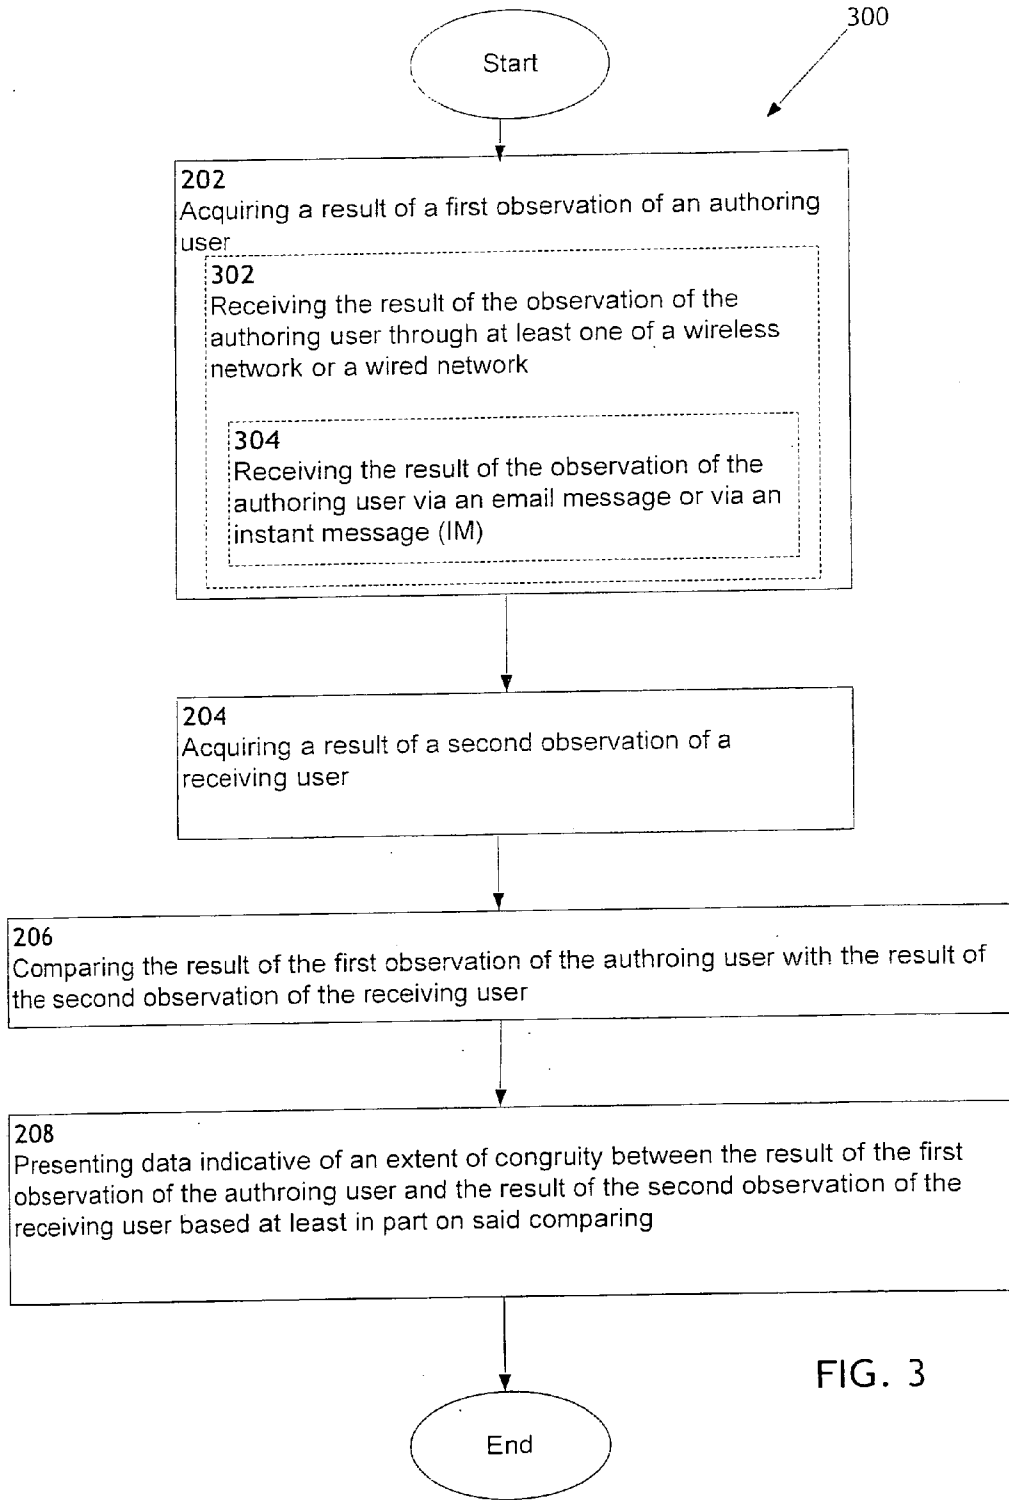 300
Start
202
Acquiring a result of a first observation of an authoring
user
302
Receiving the result of the observation of the
authoring user through at least one of a wireless
network or a wired network
304
Receiving the result of the observation of the
authoring user via an email message or via an
instant message (IM)
204
Acquiring a result of a second observation of a
receiving user
206
Comparing the result of the first observation of the authroing user with the result of
the second observation of the receiving user
208
Presenting data indicative of an extent of congruity between the result of the first
observation of the authroing user and the result of the second observation of the
receiving user based at least in part on said comparing
FIG. 3
End